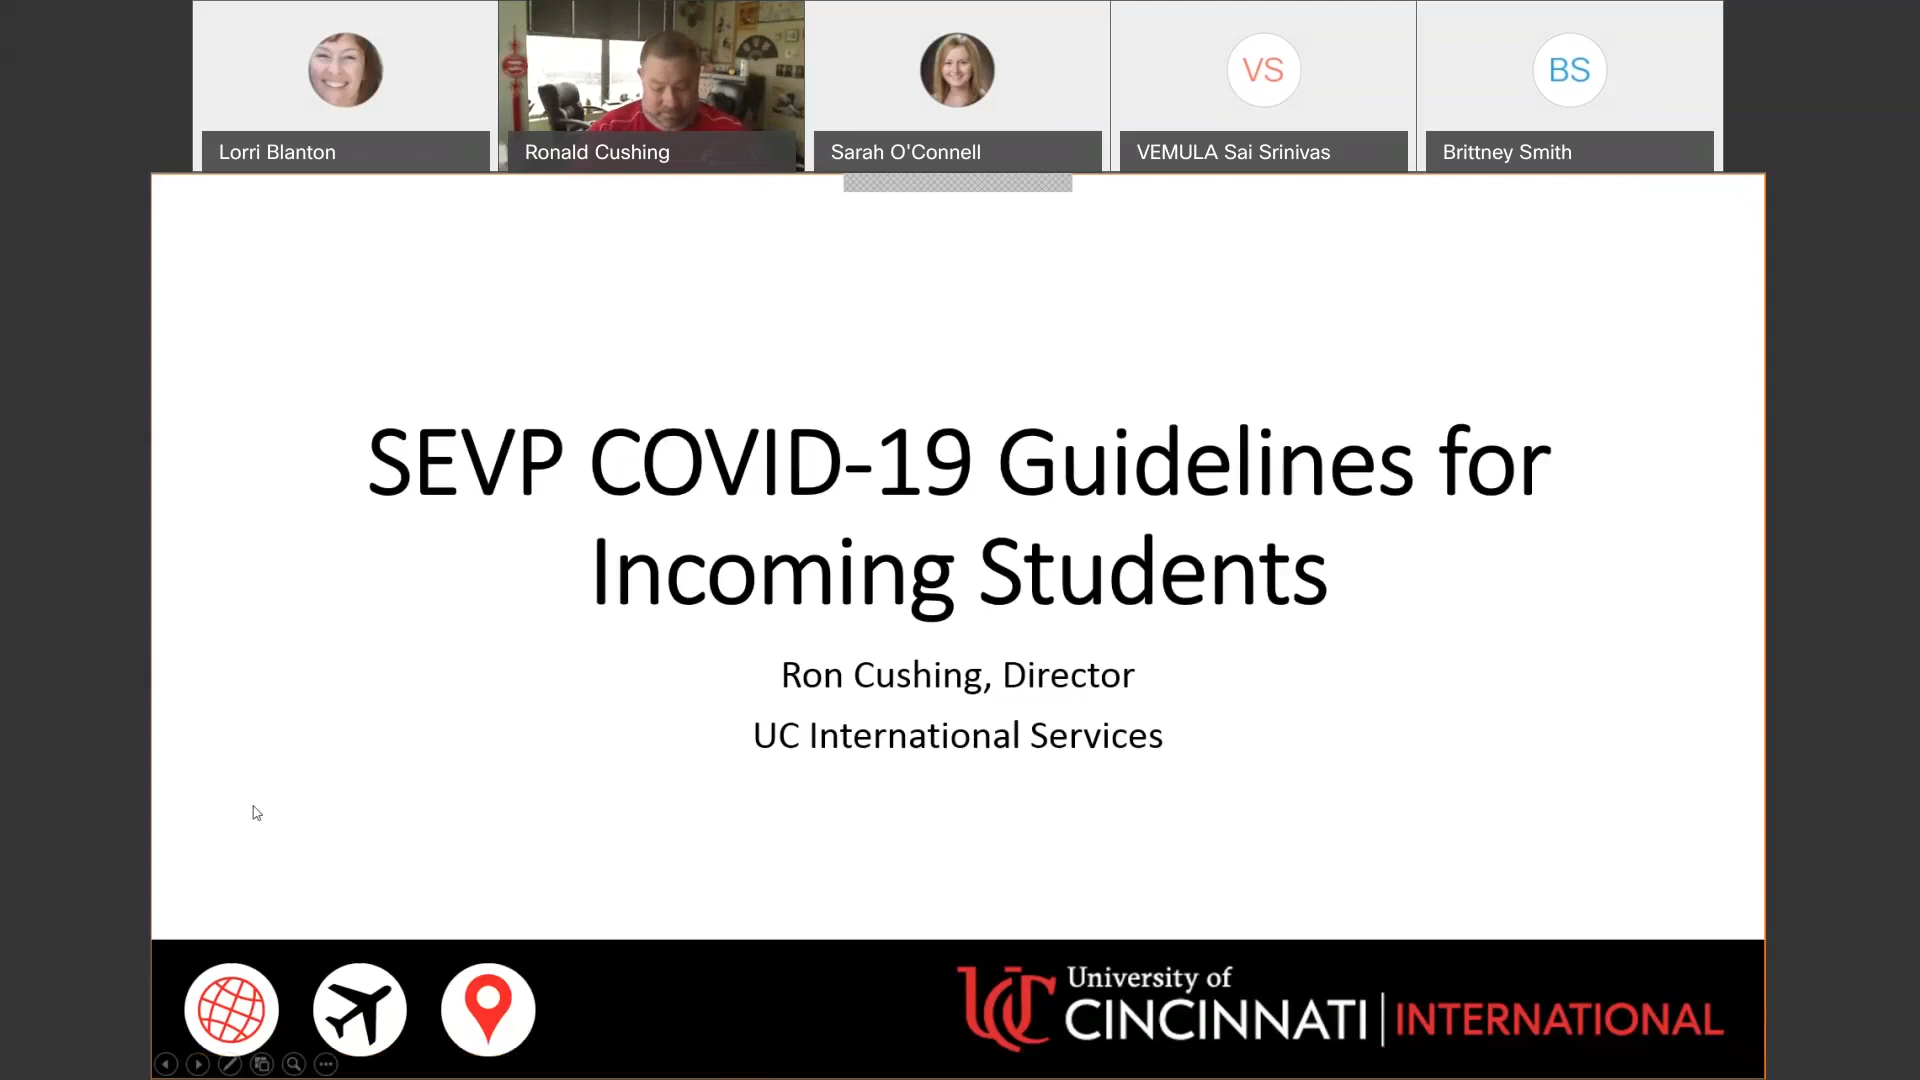 Lorri Blanton
Ronald Cushing
Sarah O'Connell
VS
VEMULA Sai Srinivas
BS
Brittney Smith
SEVP COVID-19 Guidelines for
Incoming Students
Ron Cushing, Director
UC International Services
UC
University of
CINCINNATI
INTERNATIONAL